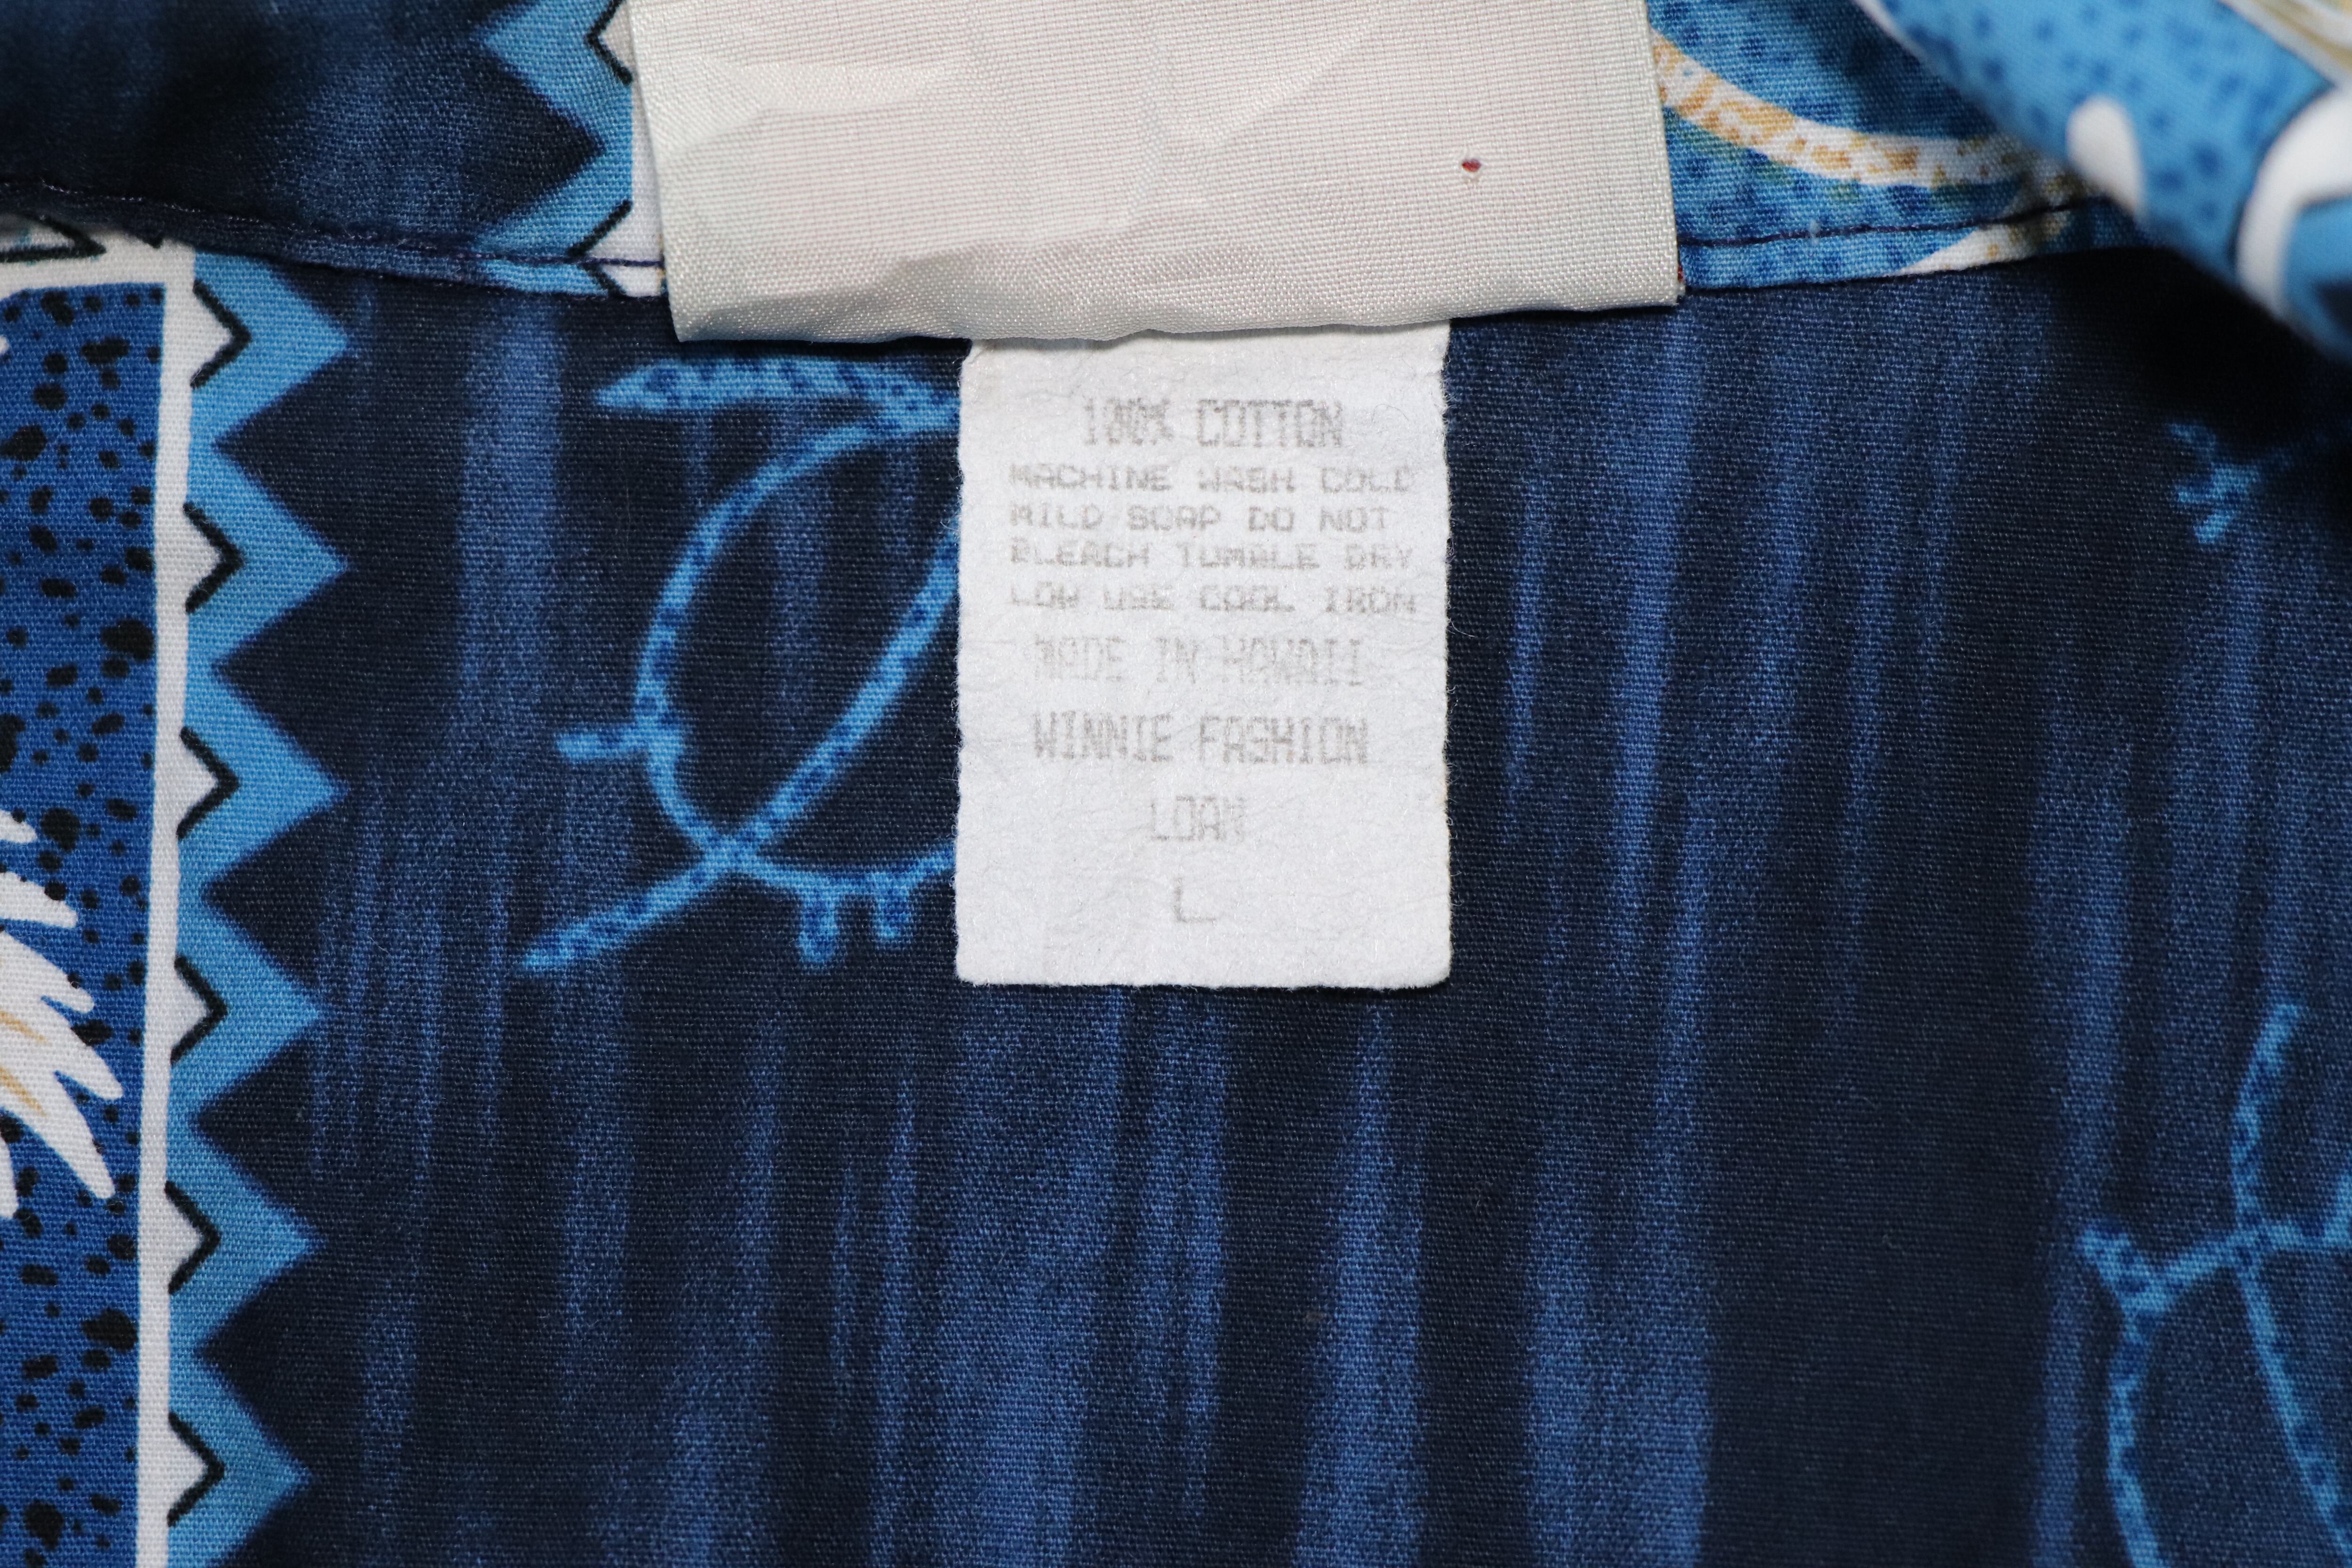 100% COTTON
MACHINE WASH COLD
MILD SOAP DO NOT
BLEACH TUMBLE DRY
LOW USE COOL IRON
MADE IN HAWAII
WINNIE FASHION
LOAN
L